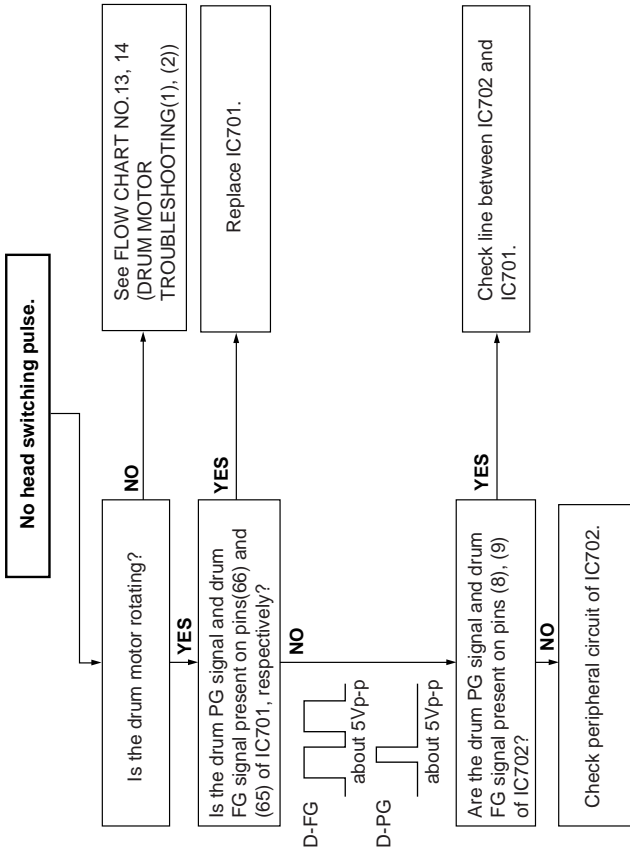 No head switching pulse.
Is the drum motor rotating?
NO
See FLOW CHART NO.13, 14
(DRUM MOTOR
TROUBLESHOOTING(1), (2))
YES
Is the drum PG signal and drum
FG signal present on pins(66) and
(65) of IC701, respectively?
YES
Replace IC701.
NO
D-FG
about 5Vp-p
D-PG
about 5Vp-p
Are the drum PG signal and drum
FG signal present on pins (8), (9)
of IC702?
YES
Check line between IC702 and
IC701.
NO
Check peripheral circuit of IC702.